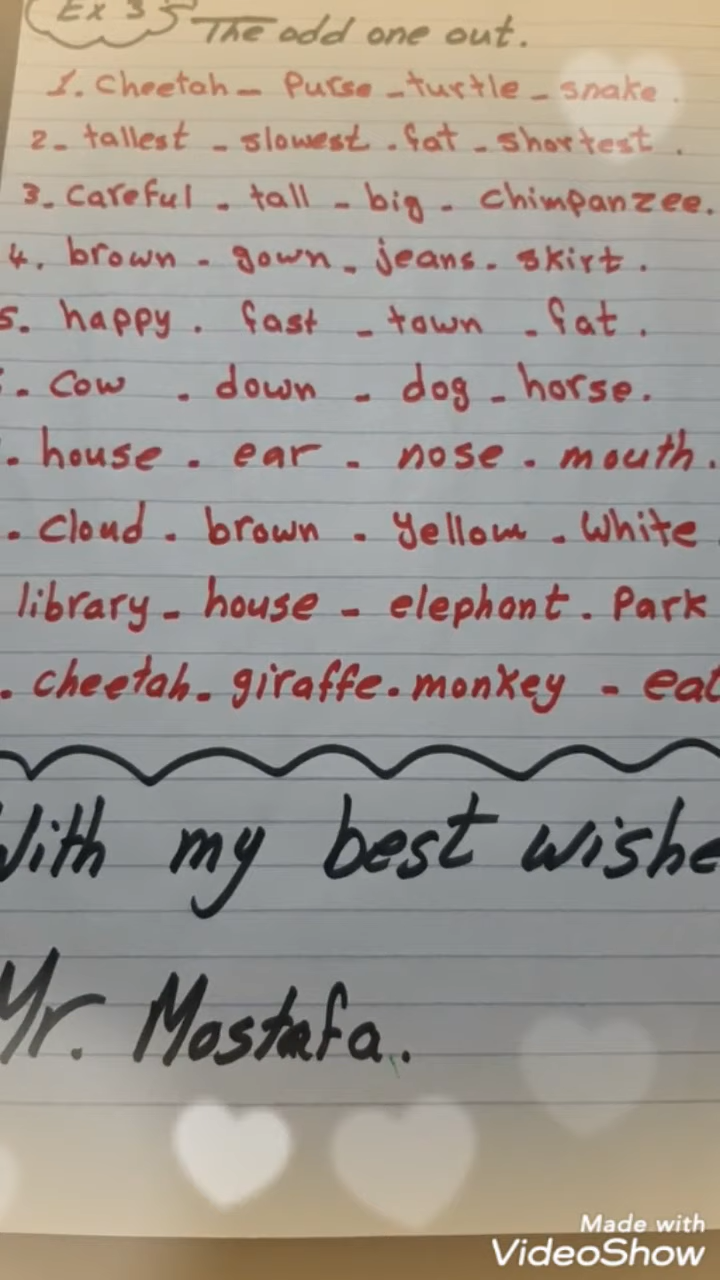 Ex 3
The odd one out.
1. Cheetah - Purse - turtle - snake.
2- tallest - slowest . fat - shortest.
3- Careful - tall - big - chimpanzee.
4. brown - gown - jeans - skirt.
5. happy . fast - town - fat.
. Cow . down - dog - horse.
. house . ear . nose . mouth.
. Cloud . brown . yellow . White
library - house - elephant . Park
. cheetah - giraffe . monkey - eat
With my best wishe
Mr. Mostafa.
Made with
VideoShow